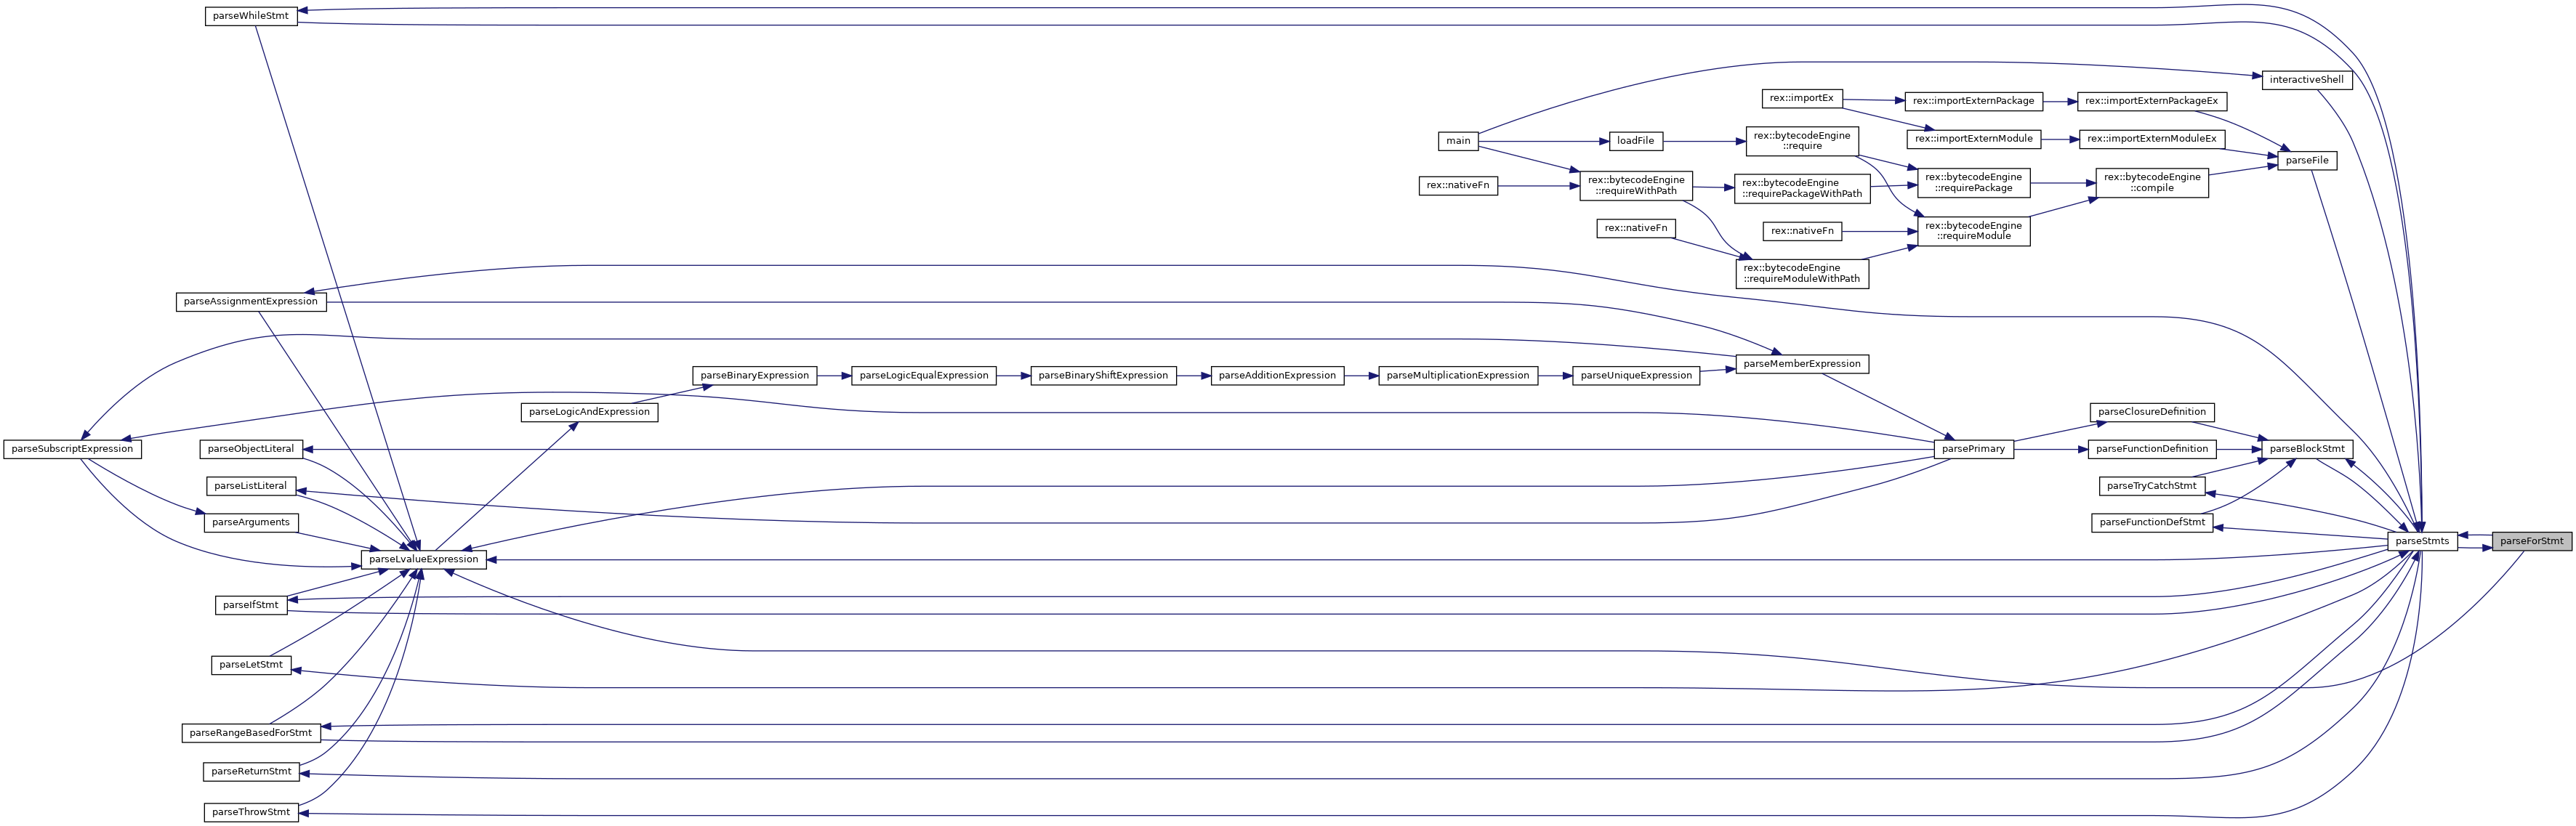 parseWhileStmt
interactiveShell
rex::importEx
rex::importExternPackage
rex::importExternPackageEx
main
loadFile
rex::bytecodeEngine
::require
rex::importExternModule
rex::importExternModuleEx
parseFile
rex::nativeFn
rex::bytecodeEngine
::requireWithPath
rex::bytecodeEngine
::requirePackageWithPath
rex::bytecodeEngine
::requirePackage
rex::bytecodeEngine
::compile
rex::nativeFn
rex::nativeFn
rex::bytecodeEngine
::requireModule
rex::bytecodeEngine
::requireModuleWithPath
parseAssignmentExpression
parseMemberExpression
parseBinaryExpression
parseLogicEqualExpression
parseBinaryShiftExpression
parseAdditionExpression
parseMultiplicationExpression
parseUniqueExpression
parseLogicAndExpression
parseClosureDefinition
parseSubscriptExpression
parseObjectLiteral
parsePrimary
parseFunctionDefinition
parseBlockStmt
parseListLiteral
parseTryCatchStmt
parseArguments
parseFunctionDefStmt
parseStmts
parseForStmt
parseLvalueExpression
parseIfStmt
parseLetStmt
parseRangeBasedForStmt
parseReturnStmt
parseThrowStmt